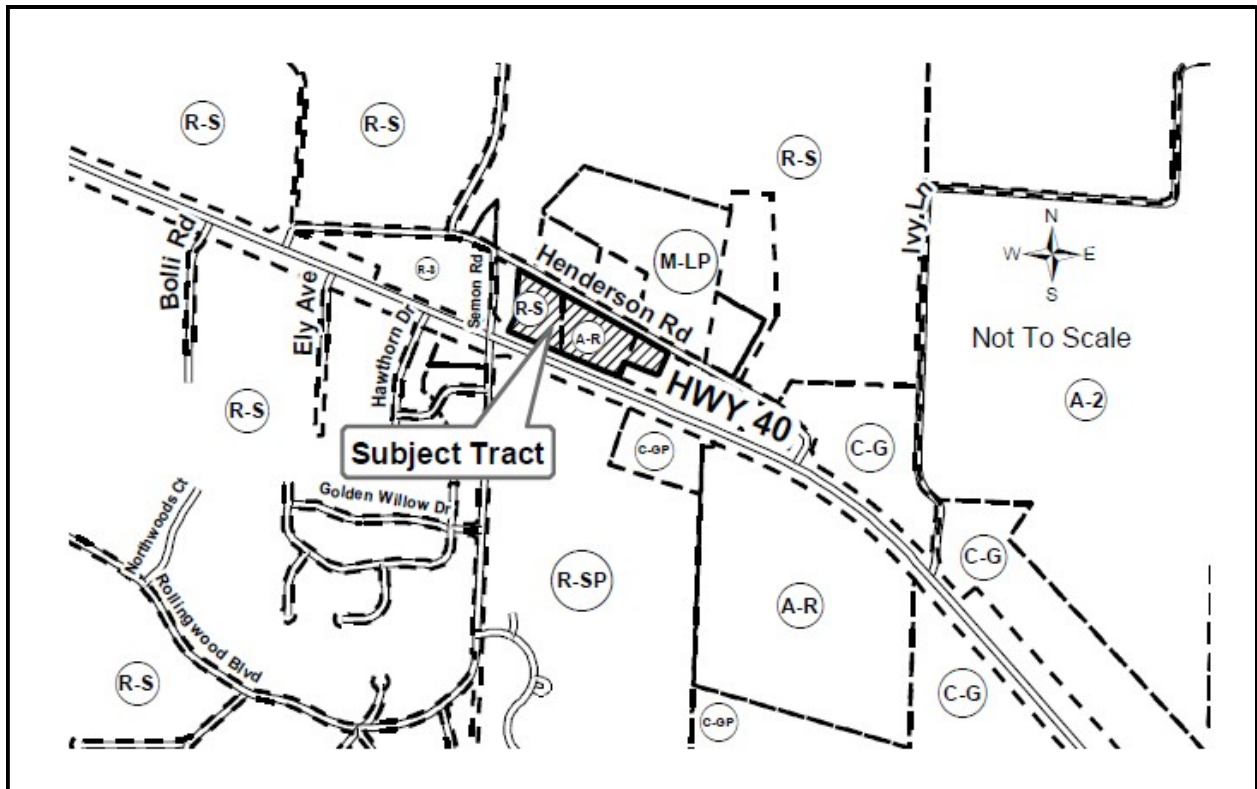 R-S
R-S
R-S
N
W E
S
Not To Scale
Ivy Ln
M-LP
Henderson Rd
Bolli Rd
Ely Ave
R-S
Semon Rd
R-S
A-R
Hawthorn Dr
HWY 40
R-S
A-2
C-G
C-GP
Subject Tract
Golden Willow Dr
Northwoods Ct
Rollingwood Blvd
R-SP
A-R
C-G
R-S
C-G
C-GP